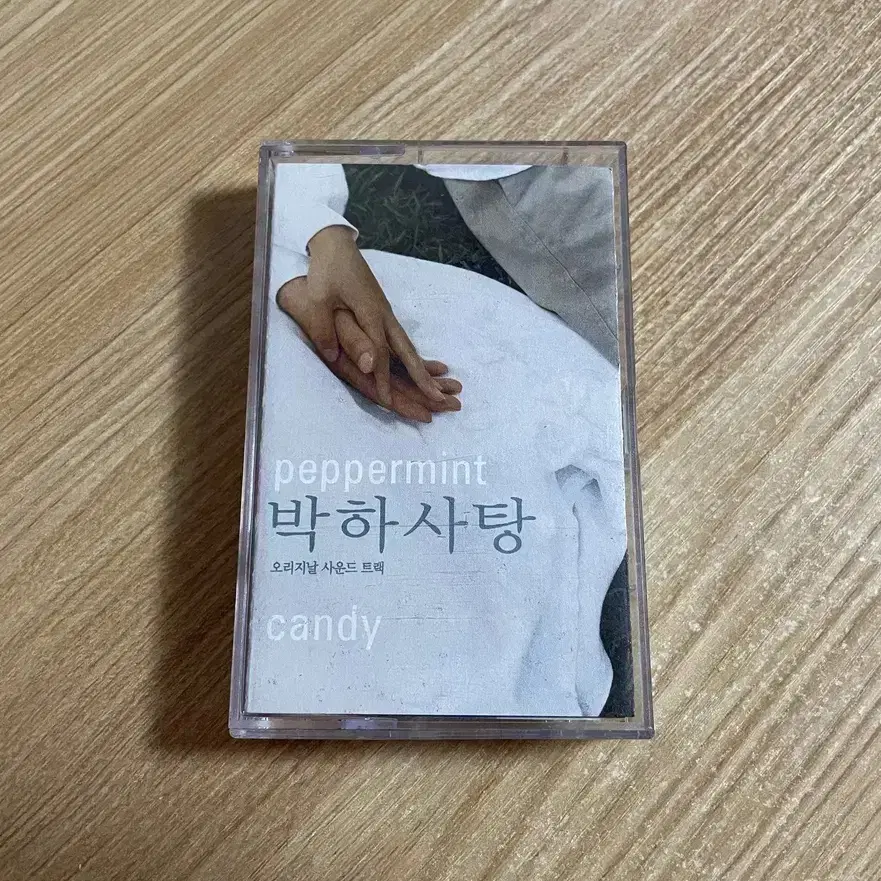 peppermint
박하사탕
오리지날 사운드 트랙
candy